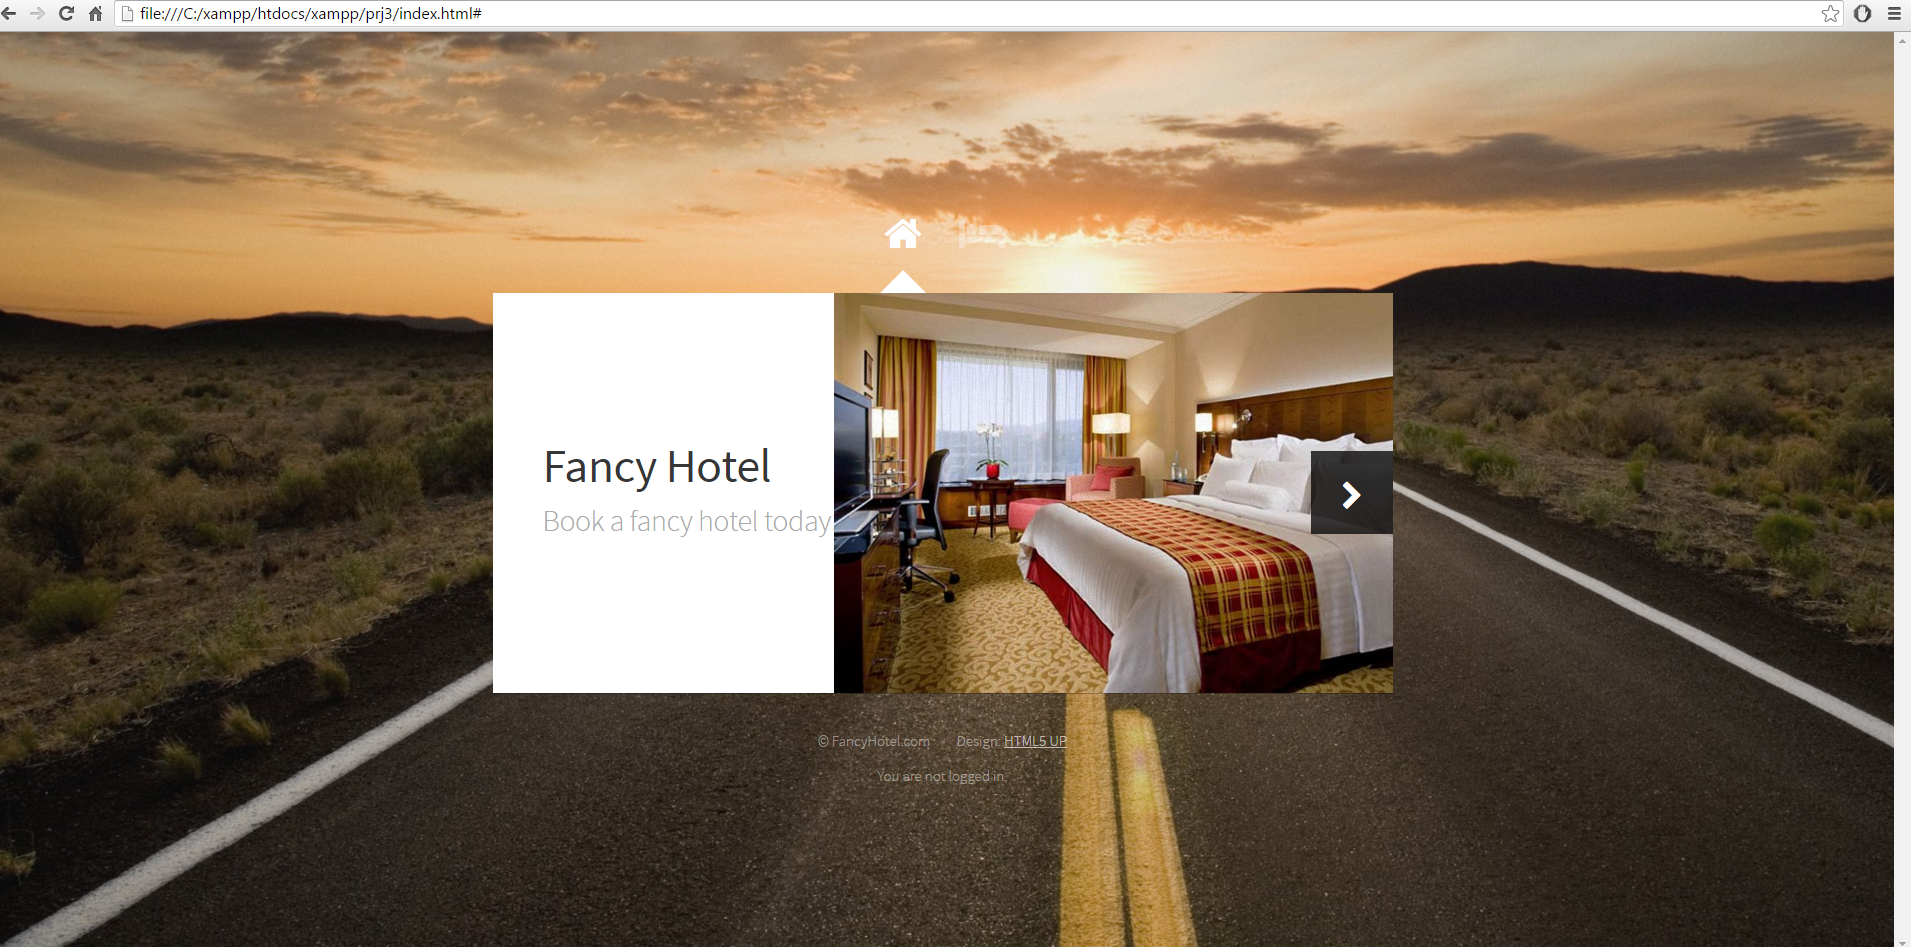 file:///C:/xampp/htdocs/xampp/prj3/index.html#
Fancy Hotel
Book a fancy hotel today
© FancyHotel.com Design: HTML5 UP
You are not logged in.